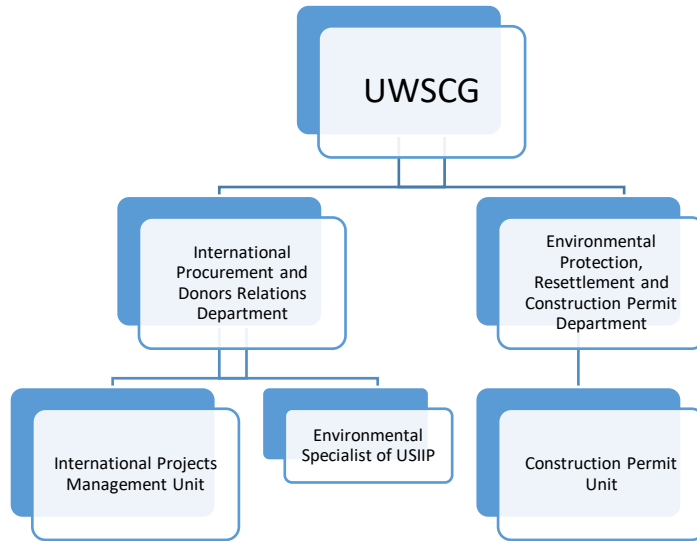 UWSCG
International
Procurement and
Donors Relations
Department
Environmental
Protection,
Resettlement and
Construction Permit
Department
International Projects
Management Unit
Environmental
Specialist of USIIP
Construction Permit
Unit